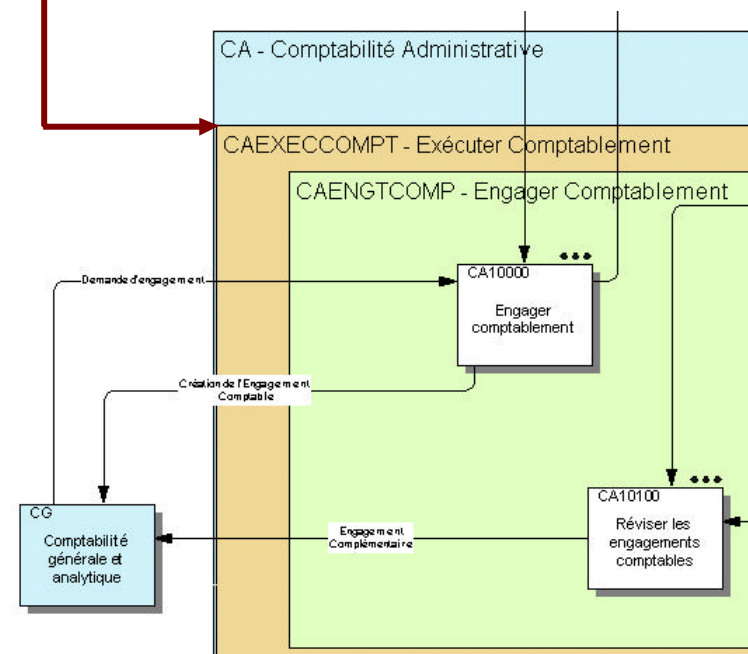 CA - Comptabilité Administrative
CAEXECCOMPT - Exécuter Comptablement
CAENGTCOMP - Engager Comptablement
CA10000
Engager
comptablement
Demande d'engagement
Création de l'Engagement
Comptable
CG
Comptabilité
générale et
analytique
Engagement
Complémentaire
CA10100
Réviser les
engagements
comptables